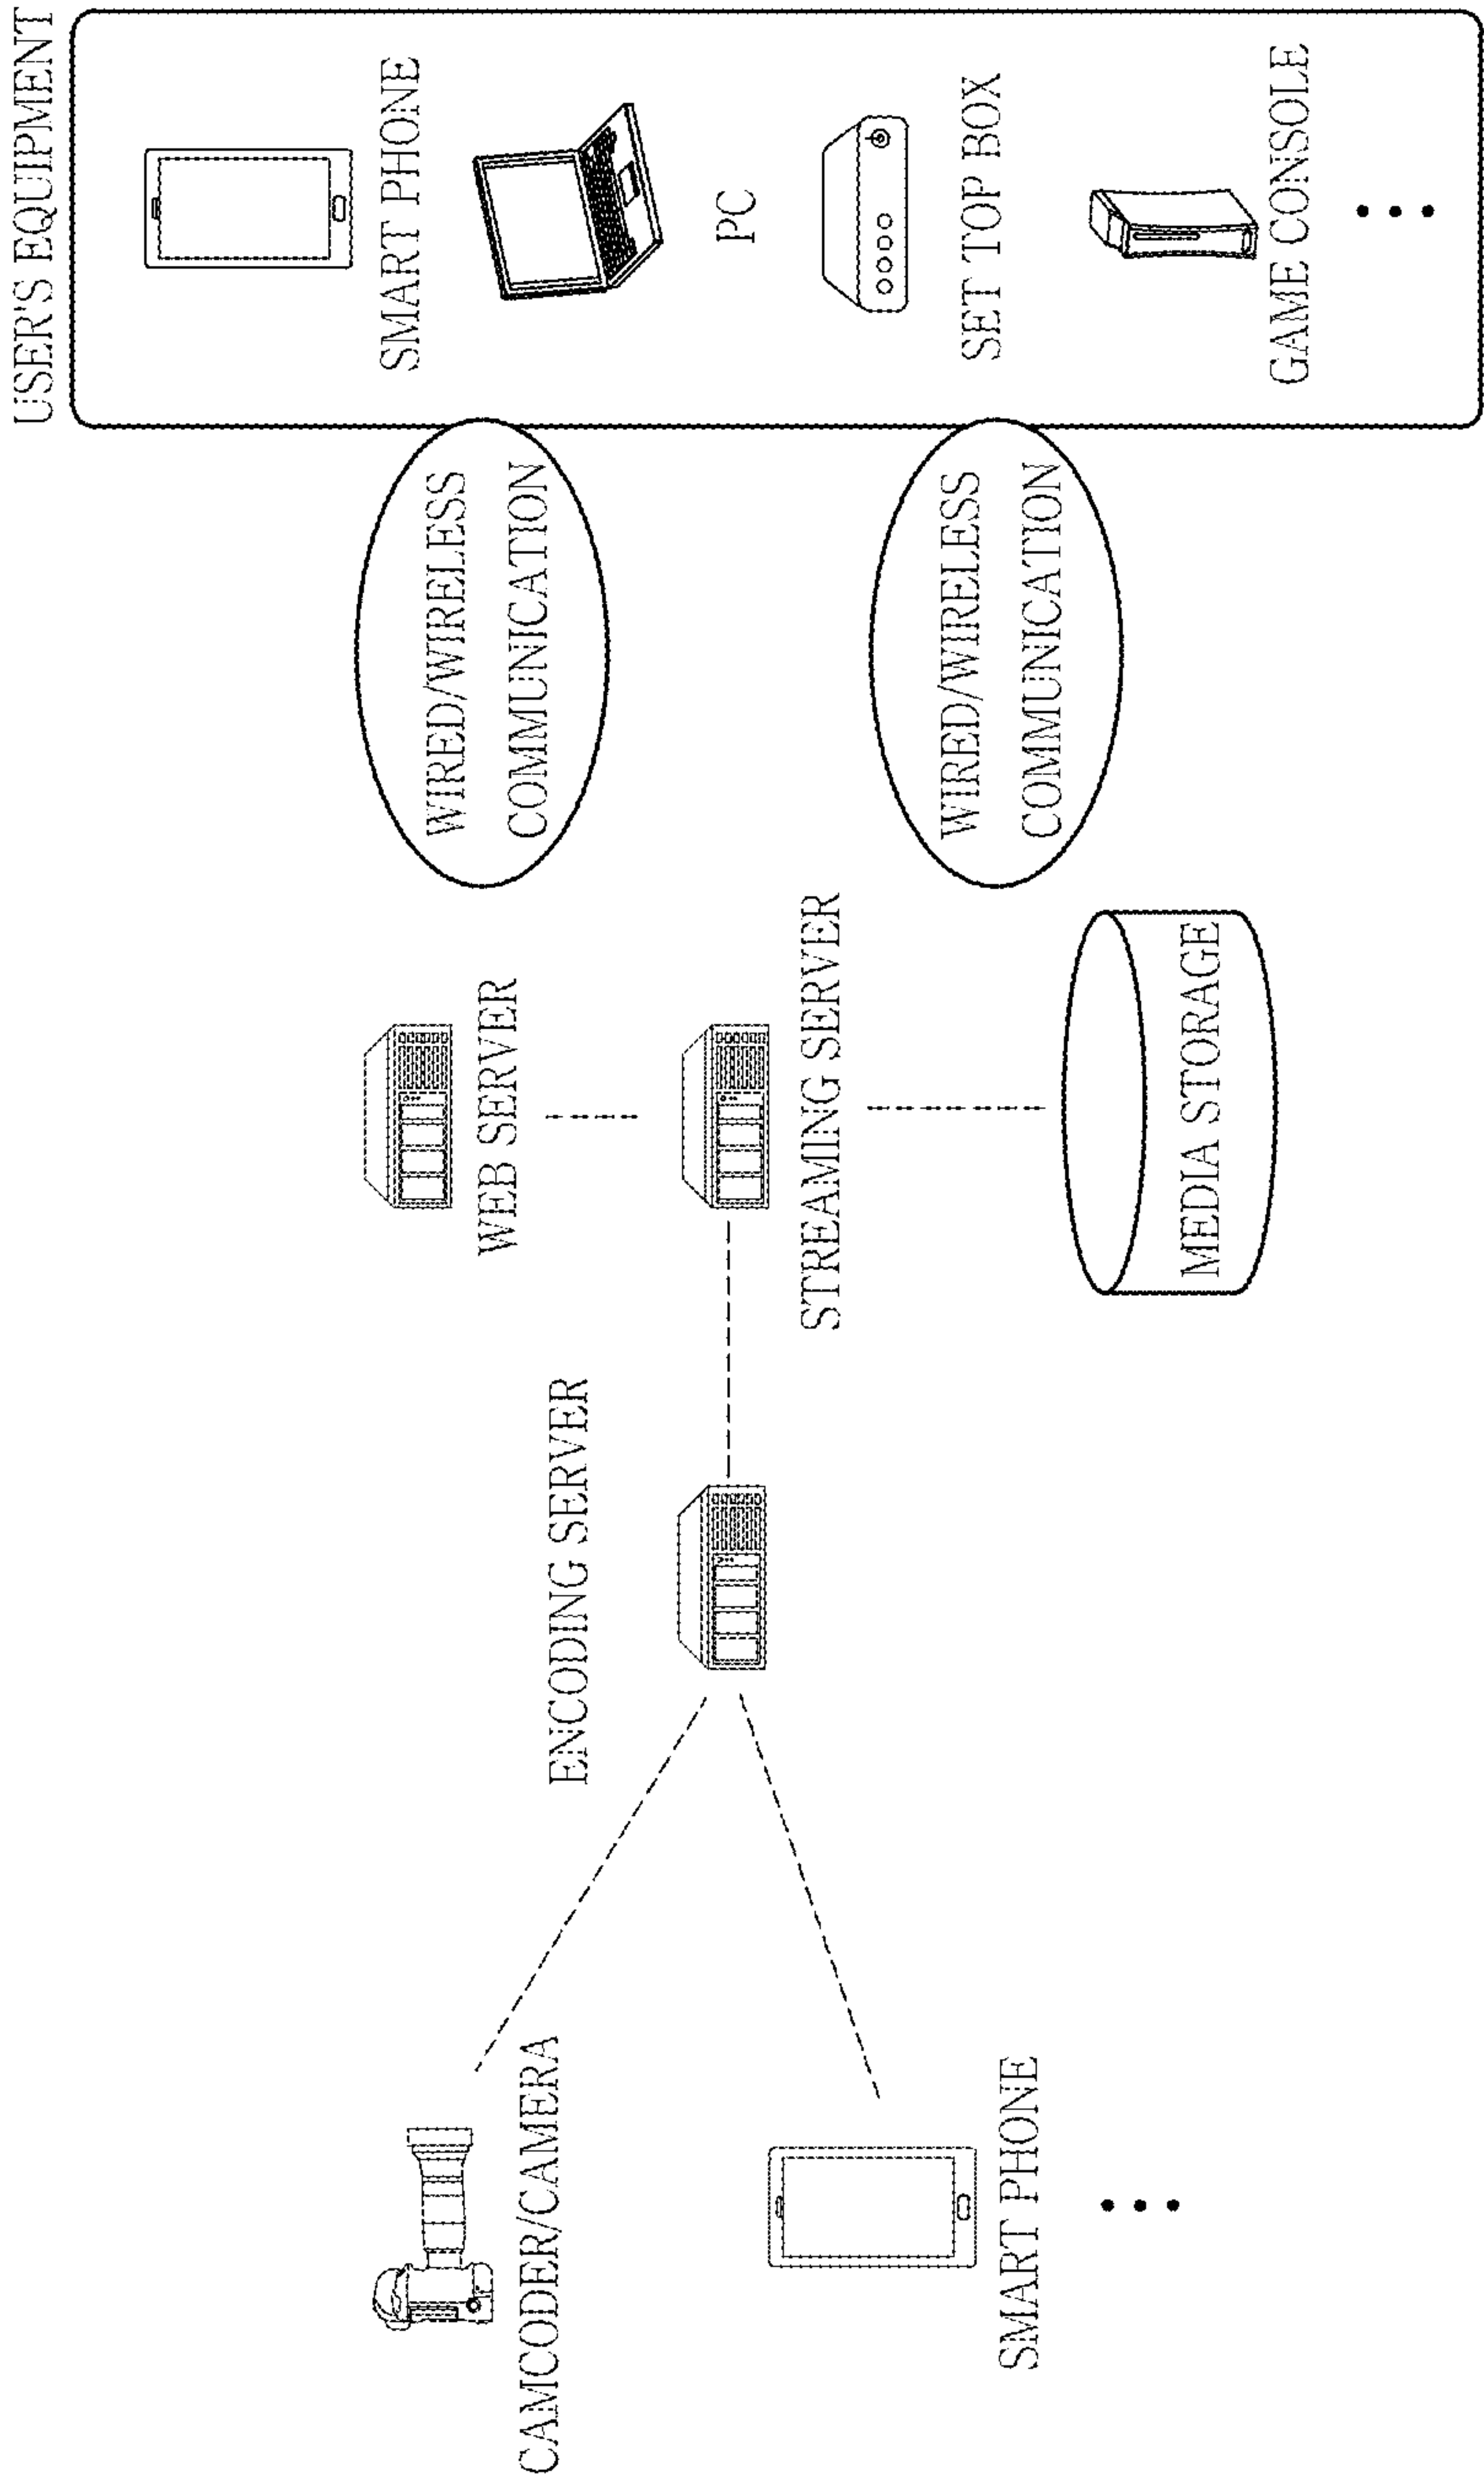 ENCODING SERVER
WEB SERVER
WIRED/WIRELESS
COMMUNICATION
USER'S EQUIPMENT
SMART PHONE
CAMCODER/CAMERA
STREAMING SERVER
PC
SMART PHONE
MEDIA STORAGE
WIRED/WIRELESS
COMMUNICATION
SET TOP BOX
GAME CONSOLE